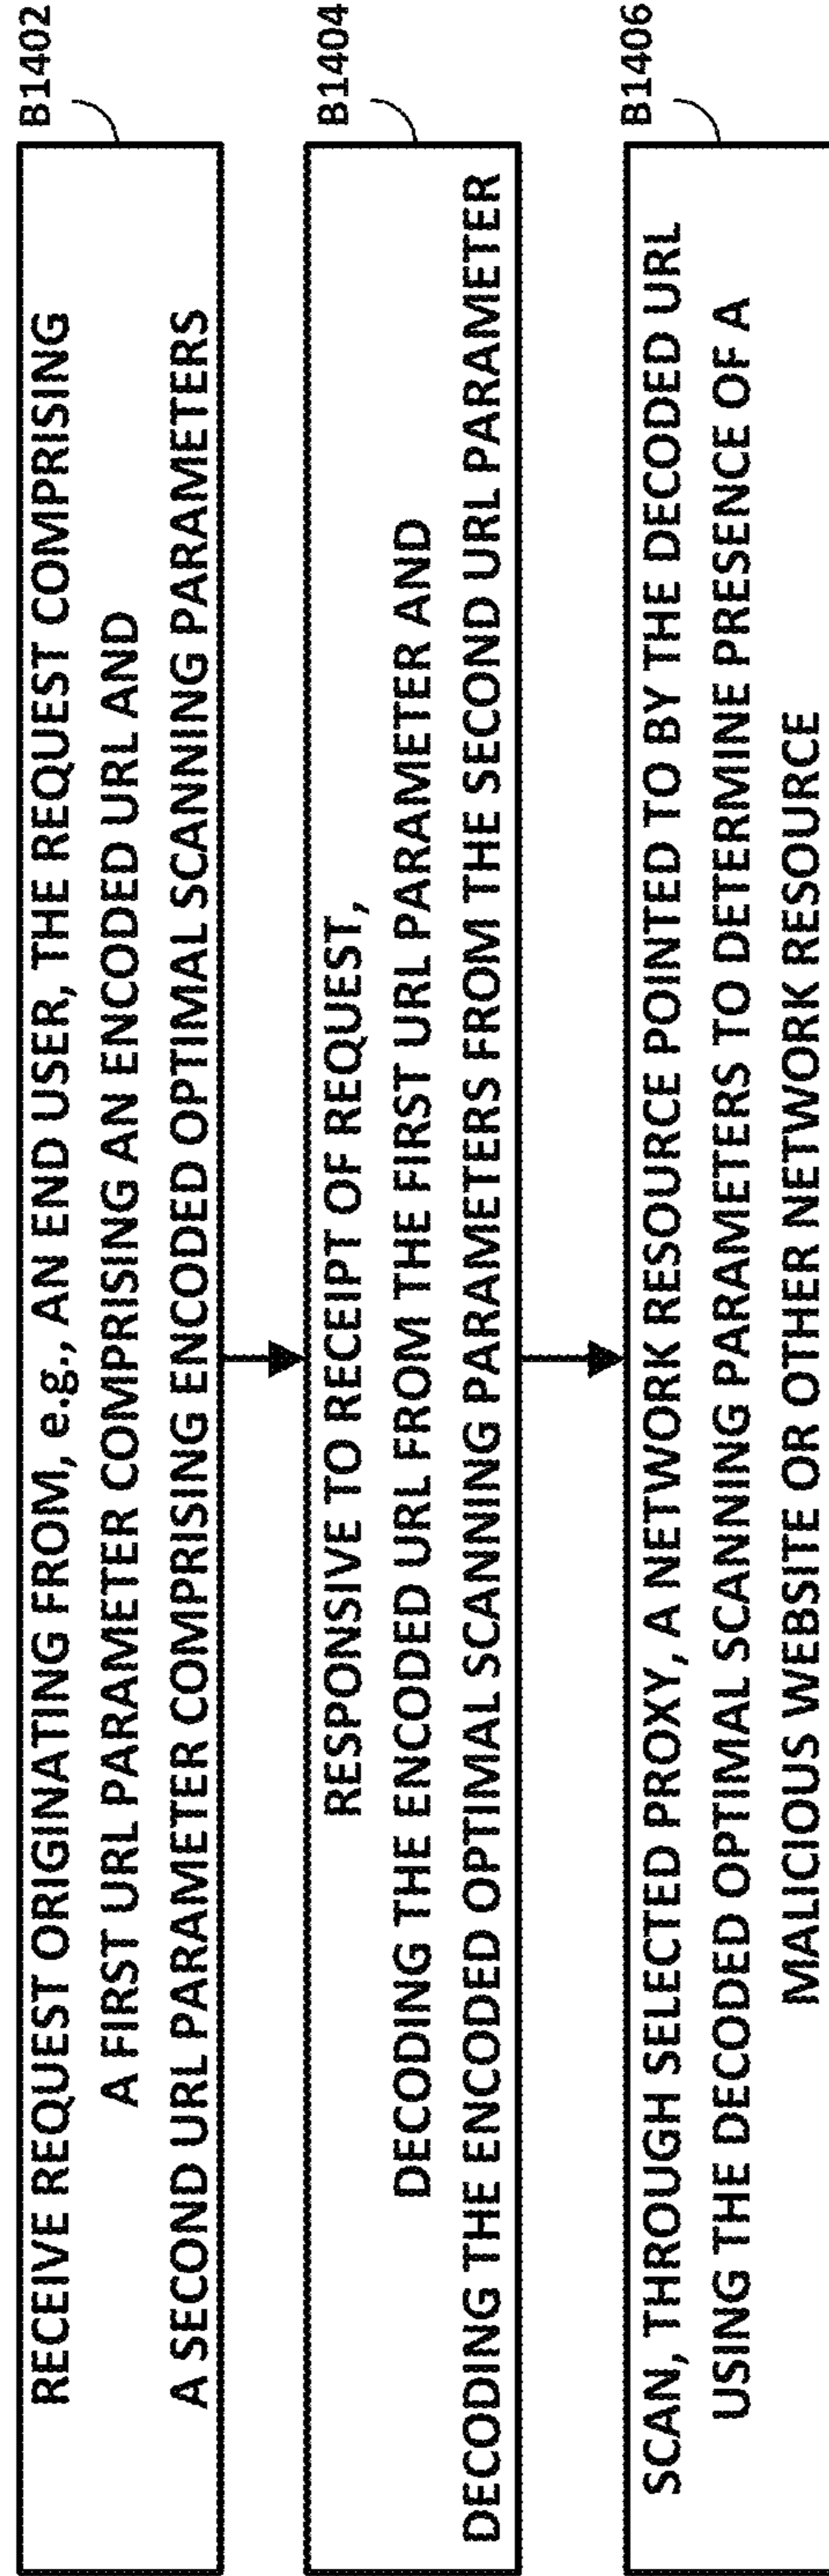 B1402
RECEIVE REQUEST ORIGINATING FROM, e.g., AN END USER, THE REQUEST COMPRISING
A FIRST URL PARAMETER COMPRISING AN ENCODED URL AND
A SECOND URL PARAMETER COMPRISING ENCODED OPTIMAL SCANNING PARAMETERS
B1404
RESPONSIVE TO RECEIPT OF REQUEST,
DECODING THE ENCODED URL FROM THE FIRST URL PARAMETER AND
DECODING THE ENCODED OPTIMAL SCANNING PARAMETERS FROM THE SECOND URL PARAMETER
B1406
SCAN, THROUGH SELECTED PROXY, A NETWORK RESOURCE POINTED TO BY THE DECODED URL
USING THE DECODED OPTIMAL SCANNING PARAMETERS TO DETERMINE PRESENCE OF A
MALICIOUS WEBSITE OR OTHER NETWORK RESOURCE